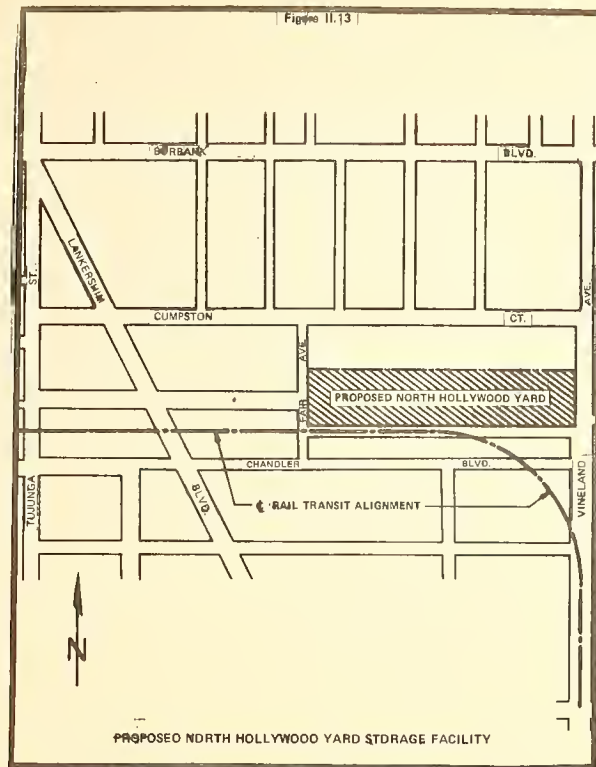 Figure II.13
BURBANK BLVD.
LANKERSHIM
ST.
AVE.
CUMPSTON CT.
AVE.
PROPOSED NORTH HOLLYWOOD YARD
FAIR
CHANDLER BLVD.
TUJUNGA
BLVD.
℄ RAIL TRANSIT ALIGNMENT
VINELAND
N
PROPOSED NORTH HOLLYWOOD YARD STORAGE FACILITY